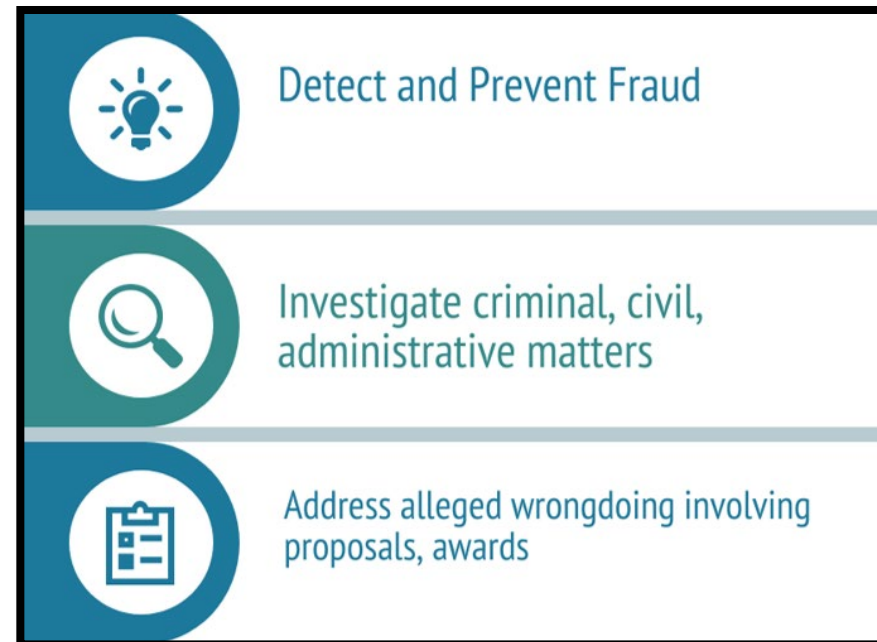 Detect and Prevent Fraud
Investigate criminal, civil,
administrative matters
Address alleged wrongdoing involving
proposals, awards